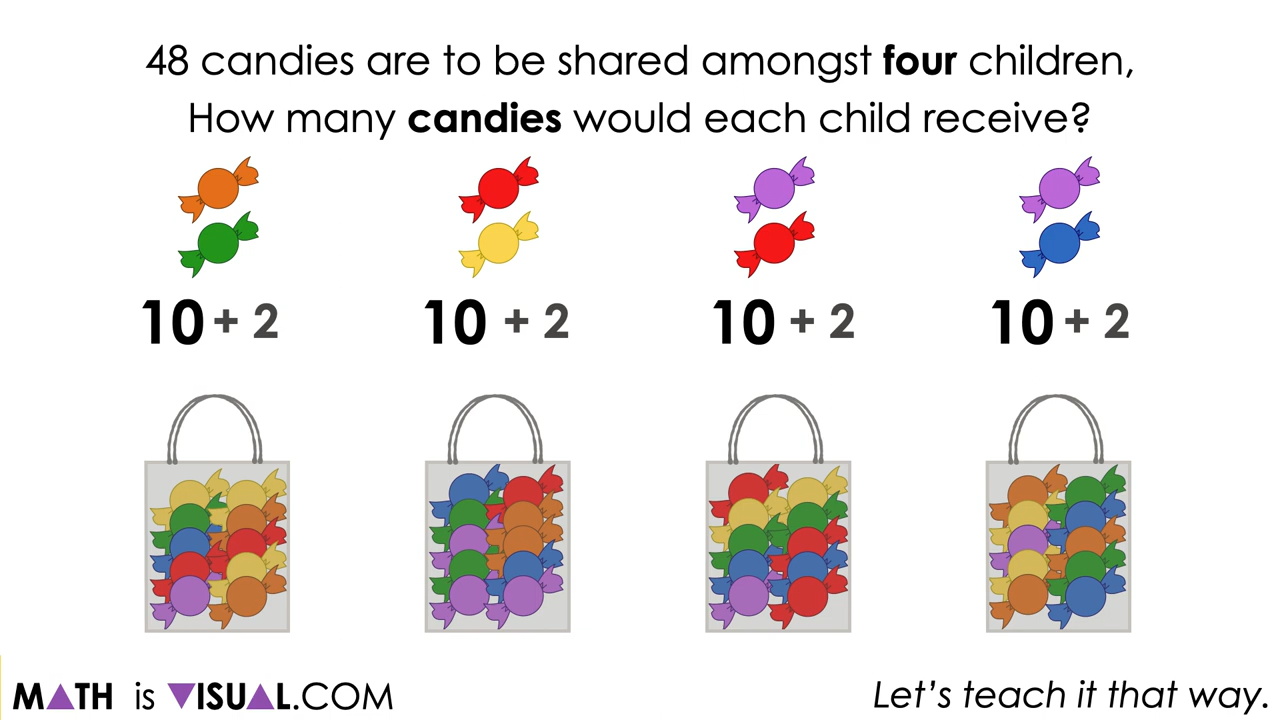 48 candies are to be shared amongst four children,
How many candies would each child receive?
10 + 2 10 + 2 10 + 2 10 + 2
MATH is VISUAL.COM
Let's teach it that way.